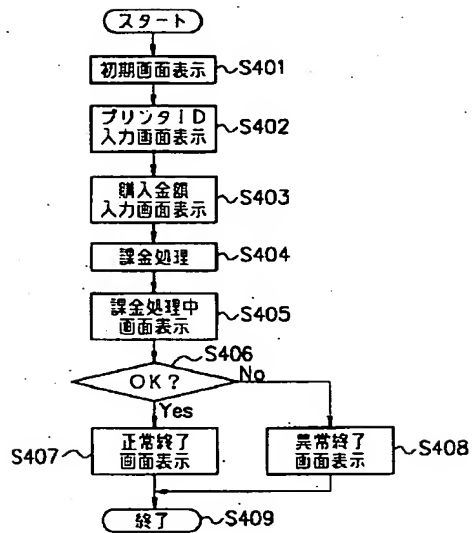 スタート
初期画面表示
S401
プリンタID
入力画面表示
S402
購入金額
入力画面表示
S403
課金処理
S404
課金処理中
画面表示
S405
S406
OK?
No
Yes
正常終了
画面表示
S407
異常終了
画面表示
S408
終了
S409